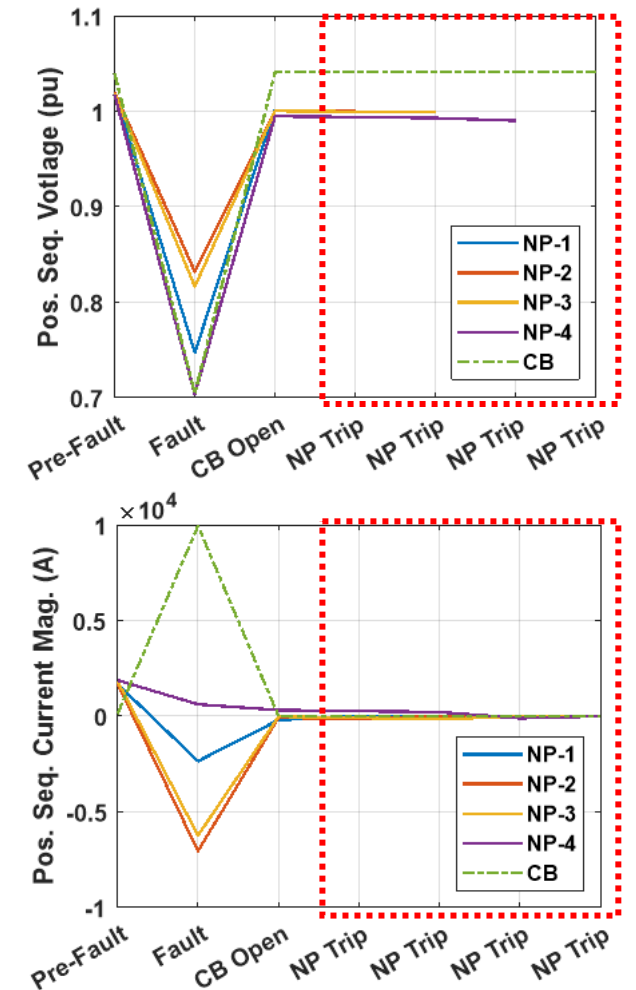 Pos. Seq. Votlage (pu)
1.1
1
0.9
0.8
0.7
NP-1
NP-2
NP-3
NP-4
CB
Pre-Fault
Fault
CB Open
NP Trip
NP Trip
NP Trip
NP Trip
×10⁴
Pos. Seq. Current Mag. (A)
1
0.5
0
-0.5
-1
NP-1
NP-2
NP-3
NP-4
CB
Pre-Fault
Fault
CB Open
NP Trip
NP Trip
NP Trip
NP Trip